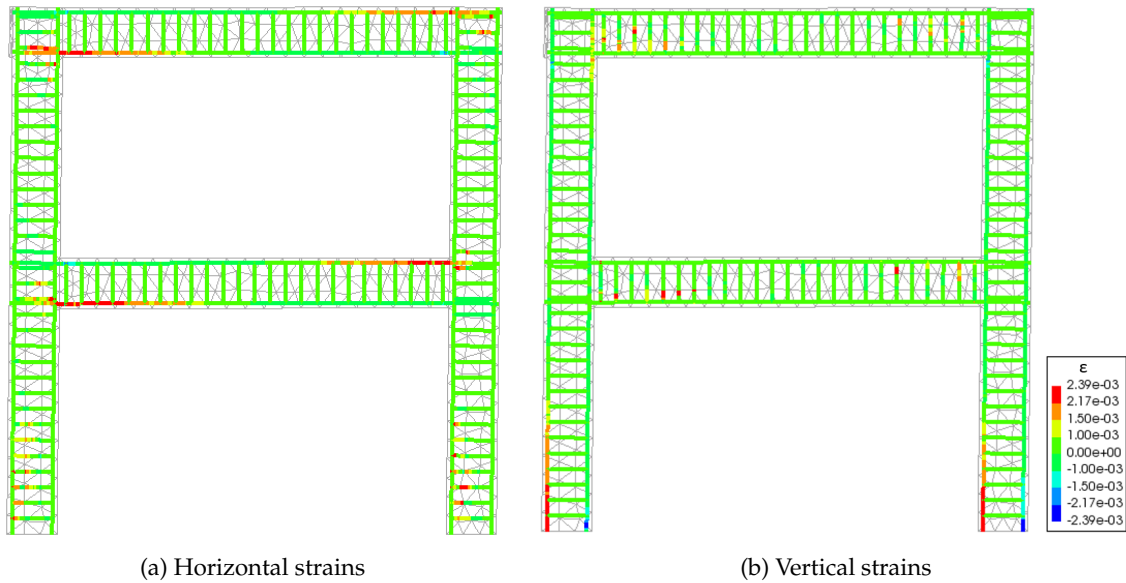 ε
2.39e-03
2.17e-03
1.50e-03
1.00e-03
0.00e+00
-1.00e-03
-1.50e-03
-2.17e-03
-2.39e-03
(a) Horizontal strains
(b) Vertical strains